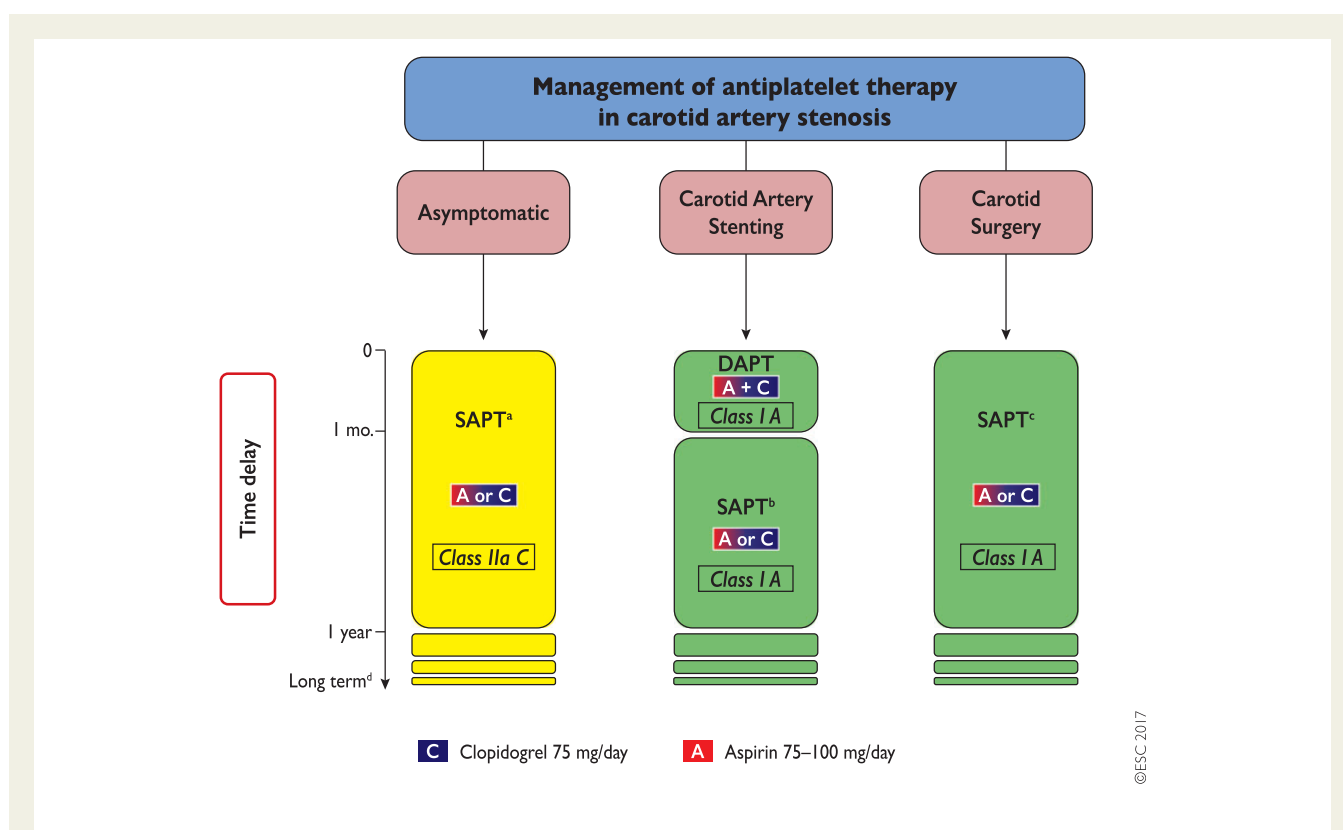 Management of antiplatelet therapy
in carotid artery stenosis
Asymptomatic
Carotid Artery
Stenting
Carotid
Surgery
Time delay
0
1 mo.
1 year
Long termᵈ
SAPTᵃ
A or C
Class IIa C
DAPT
A + C
Class I A
SAPTᵇ
A or C
Class I A
SAPTᶜ
A or C
Class I A
C Clopidogrel 75 mg/day
A Aspirin 75–100 mg/day
©ESC 2017